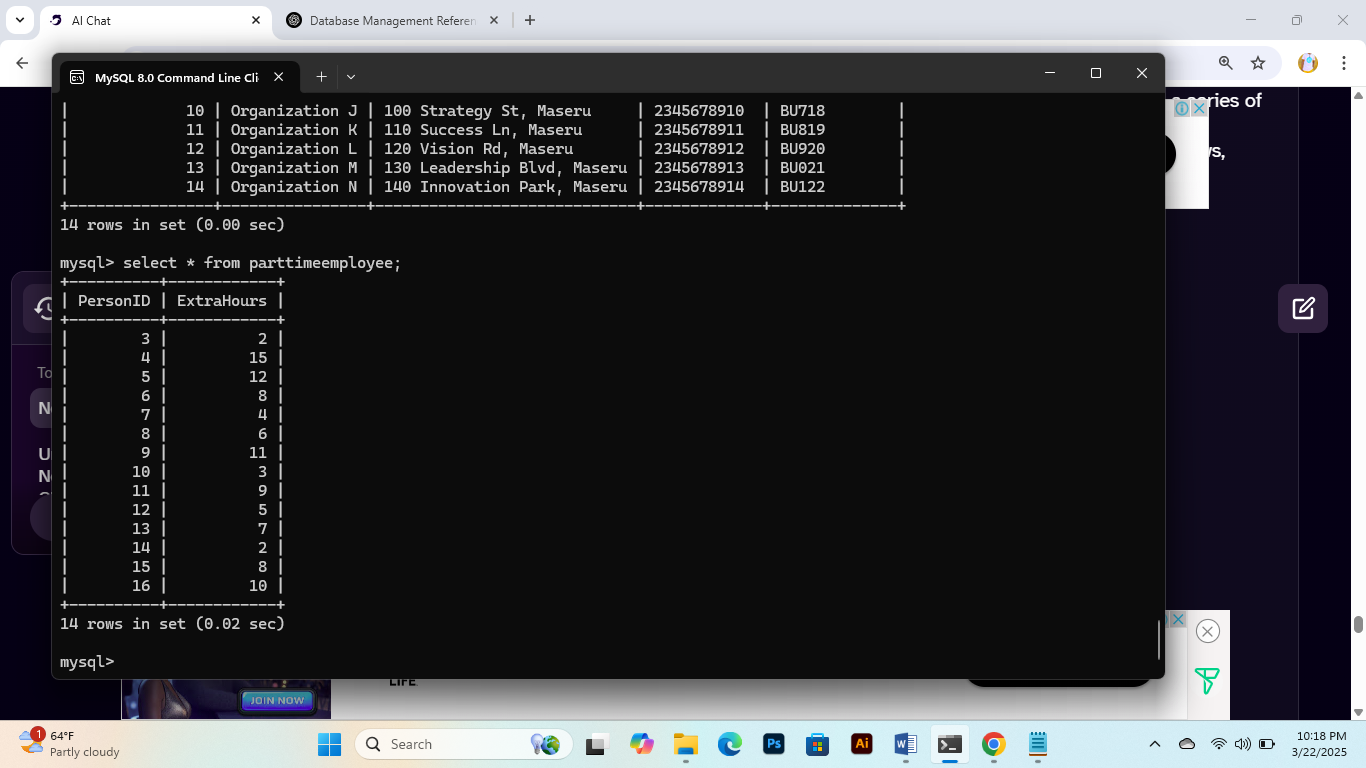 AI Chat
Database Management Referen
MySQL 8.0 Command Line Cli
| 10 | Organization J | 100 Strategy St, Maseru | 2345678910 | BU718 |
| 11 | Organization K | 110 Success Ln, Maseru | 2345678911 | BU819 |
| 12 | Organization L | 120 Vision Rd, Maseru | 2345678912 | BU920 |
| 13 | Organization M | 130 Leadership Blvd, Maseru | 2345678913 | BU021 |
| 14 | Organization N | 140 Innovation Park, Maseru | 2345678914 | BU122 |
+----------------+----------------+-----------------------------+-------------+--------------+
14 rows in set (0.00 sec)
mysql> select * from parttimeemployee;
+----------+------------+
| PersonID | ExtraHours |
+----------+------------+
| 3 | 2 |
| 4 | 15 |
| 5 | 12 |
| 6 | 8 |
| 7 | 4 |
| 8 | 6 |
| 9 | 11 |
| 10 | 3 |
| 11 | 9 |
| 12 | 5 |
| 13 | 7 |
| 14 | 2 |
| 15 | 8 |
| 16 | 10 |
+----------+------------+
14 rows in set (0.02 sec)
mysql>
series of
ws,
To
N
U
N
JOIN NOW
LIFE
1
64°F
Partly cloudy
Search
Ps
Ai
10:18 PM
3/22/2025